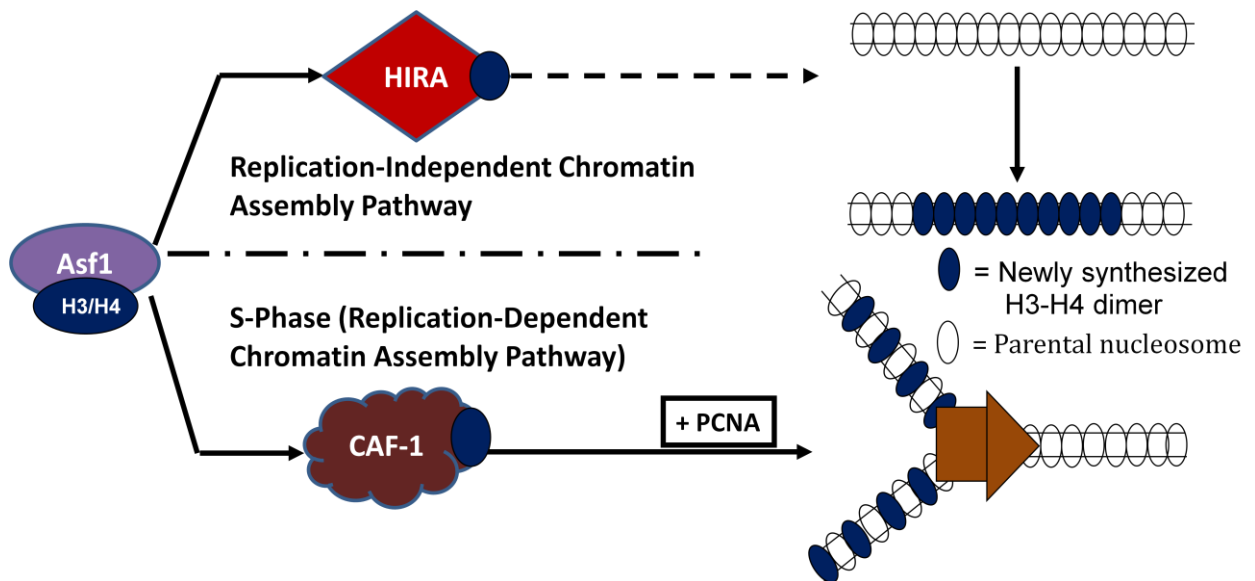 HIRA
Replication-Independent Chromatin
Assembly Pathway
Asf1
H3/H4
S-Phase (Replication-Dependent
Chromatin Assembly Pathway)
CAF-1
+ PCNA
= Newly synthesized
H3-H4 dimer
= Parental nucleosome